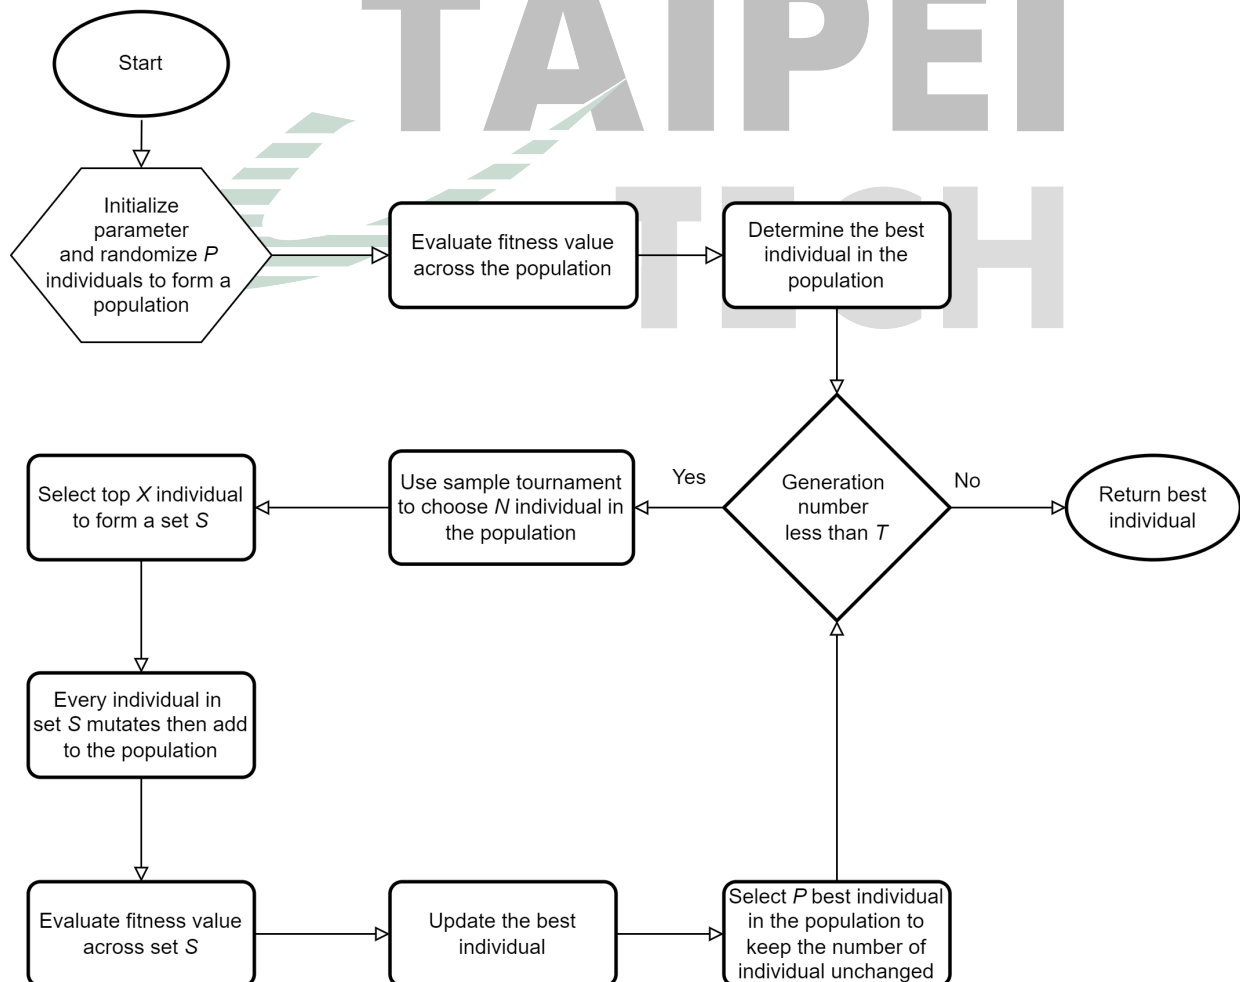 TAIPEI
TECH
Start
Initialize
parameter
and randomize P
individuals to form a
population
Evaluate fitness value
across the population
Determine the best
individual in the
population
Generation
number
less than T
Yes
No
Return best
individual
Use sample tournament
to choose N individual in
the population
Select top X individual
to form a set S
Every individual in
set S mutates then add
to the population
Evaluate fitness value
across set S
Update the best
individual
Select P best individual
in the population to
keep the number of
individual unchanged